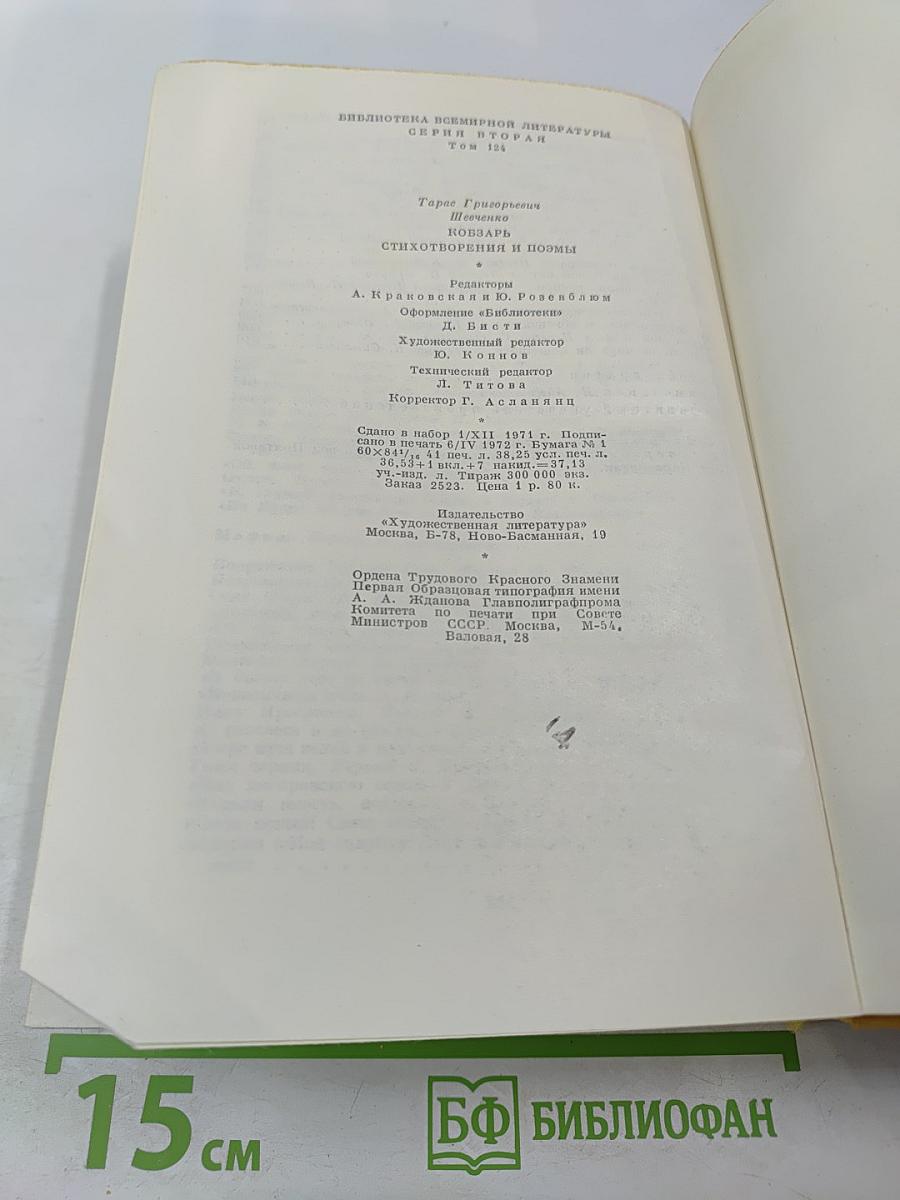 БИБЛИОТЕКА ВСЕМИРНОЙ ЛИТЕРАТУРЫ
СЕРИЯ ВТОРАЯ
Том 124
Тарас Григорьевич
Шевченко
КОБЗАРЬ
СТИХОТВОРЕНИЯ И ПОЭМЫ
*
Редакторы
А. Краковская и Ю. Розенблюм
Оформление «Библиотеки»
Д. Бисти
Художественный редактор
Ю. Коннов
Технический редактор
Л. Титова
Корректор Г. Асланянц
*
Сдано в набор 1/XII 1971 г. Подпи-
сано в печать 6/IV 1972 г. Бумага № 1
60×84¹/₁₆ 41 печ. л. 38,25 усл. печ. л.
36,53+1 вкл.+7 накид.=37,13
уч.-изд. л. Тираж 300 000 экз.
Заказ 2523. Цена 1 р. 80 к.
Издательство
«Художественная литература»
Москва, Б-78, Ново-Басманная, 19
*
Ордена Трудового Красного Знамени
Первая Образцовая типография имени
А. А. Жданова Главполиграфпрома
Комитета по печати при Совете
Министров СССР. Москва, М-54,
Валовая, 28
15 см
БФ БИБЛИОФАН